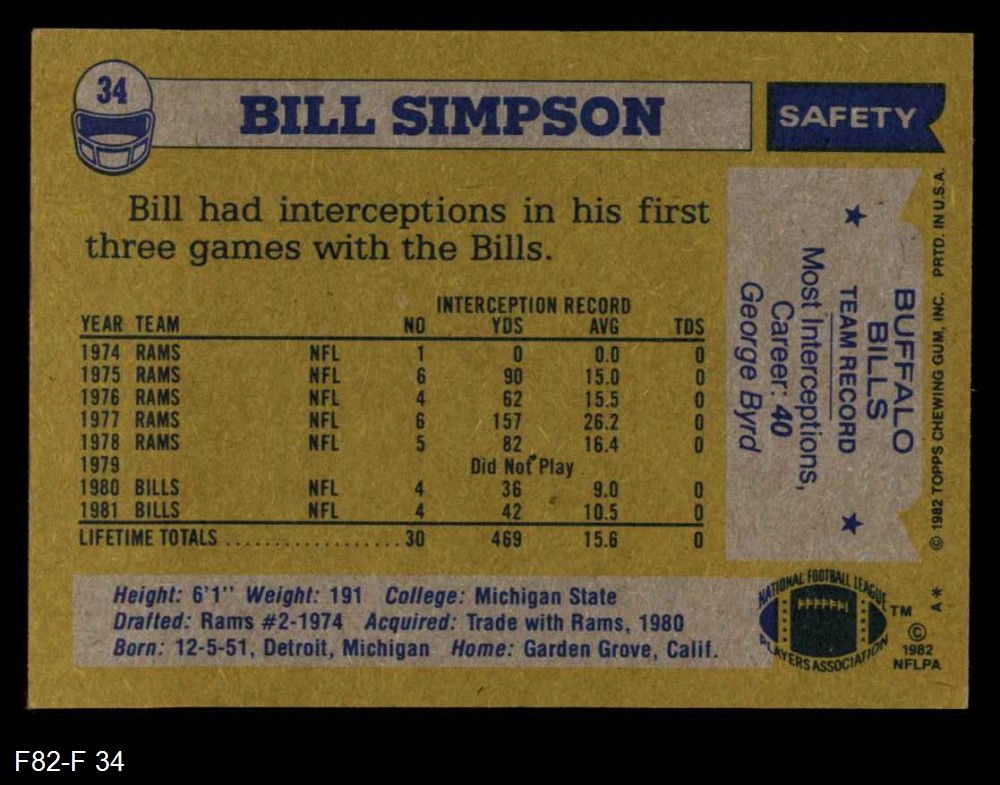 34
BILL SIMPSON
SAFETY
Bill had interceptions in his first
three games with the Bills.
INTERCEPTION RECORD
YEAR TEAM NO YDS AVG TDS
1974 RAMS NFL 1 0 0.0 0
1975 RAMS NFL 6 90 15.0 0
1976 RAMS NFL 4 62 15.5 0
1977 RAMS NFL 6 157 26.2 0
1978 RAMS NFL 5 82 16.4 0
1979 Did Not Play
1980 BILLS NFL 4 36 9.0 0
1981 BILLS NFL 4 42 10.5 0
LIFETIME TOTALS .................. 30 469 15.6 0
Height: 6'1" Weight: 191 College: Michigan State
Drafted: Rams #2-1974 Acquired: Trade with Rams, 1980
Born: 12-5-51, Detroit, Michigan Home: Garden Grove, Calif.
BUFFALO
BILLS
TEAM RECORD
Most Interceptions,
Career: 40
George Byrd
© 1982 TOPPS CHEWING GUM, INC. PRTD. IN U.S.A.
A*
NATIONAL FOOTBALL LEAGUE
PLAYERS ASSOCIATION
TM
©
1982
NFLPA
F82-F 34